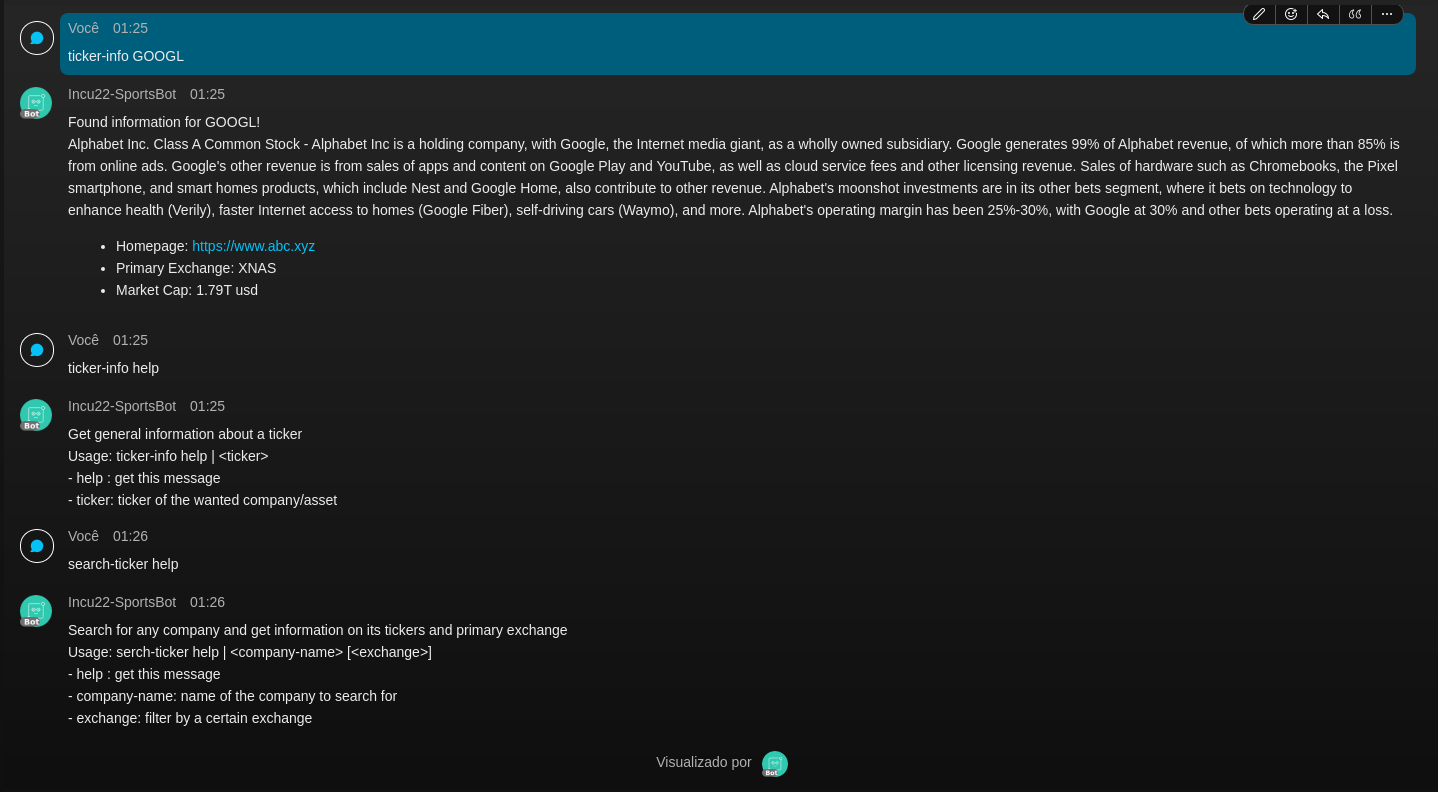 Você 01:25
ticker-info GOOGL
Incu22-SportsBot 01:25
Bot
Found information for GOOGL!
Alphabet Inc. Class A Common Stock - Alphabet Inc is a holding company, with Google, the Internet media giant, as a wholly owned subsidiary. Google generates 99% of Alphabet revenue, of which more than 85% is
from online ads. Google's other revenue is from sales of apps and content on Google Play and YouTube, as well as cloud service fees and other licensing revenue. Sales of hardware such as Chromebooks, the Pixel
smartphone, and smart homes products, which include Nest and Google Home, also contribute to other revenue. Alphabet's moonshot investments are in its other bets segment, where it bets on technology to
enhance health (Verily), faster Internet access to homes (Google Fiber), self-driving cars (Waymo), and more. Alphabet's operating margin has been 25%-30%, with Google at 30% and other bets operating at a loss.
• Homepage: https://www.abc.xyz
• Primary Exchange: XNAS
• Market Cap: 1.79T usd
Você 01:25
ticker-info help
Incu22-SportsBot 01:25
Bot
Get general information about a ticker
Usage: ticker-info help | <ticker>
- help : get this message
- ticker: ticker of the wanted company/asset
Você 01:26
search-ticker help
Incu22-SportsBot 01:26
Bot
Search for any company and get information on its tickers and primary exchange
Usage: serch-ticker help | <company-name> [<exchange>]
- help : get this message
- company-name: name of the company to search for
- exchange: filter by a certain exchange
Visualizado por
Bot